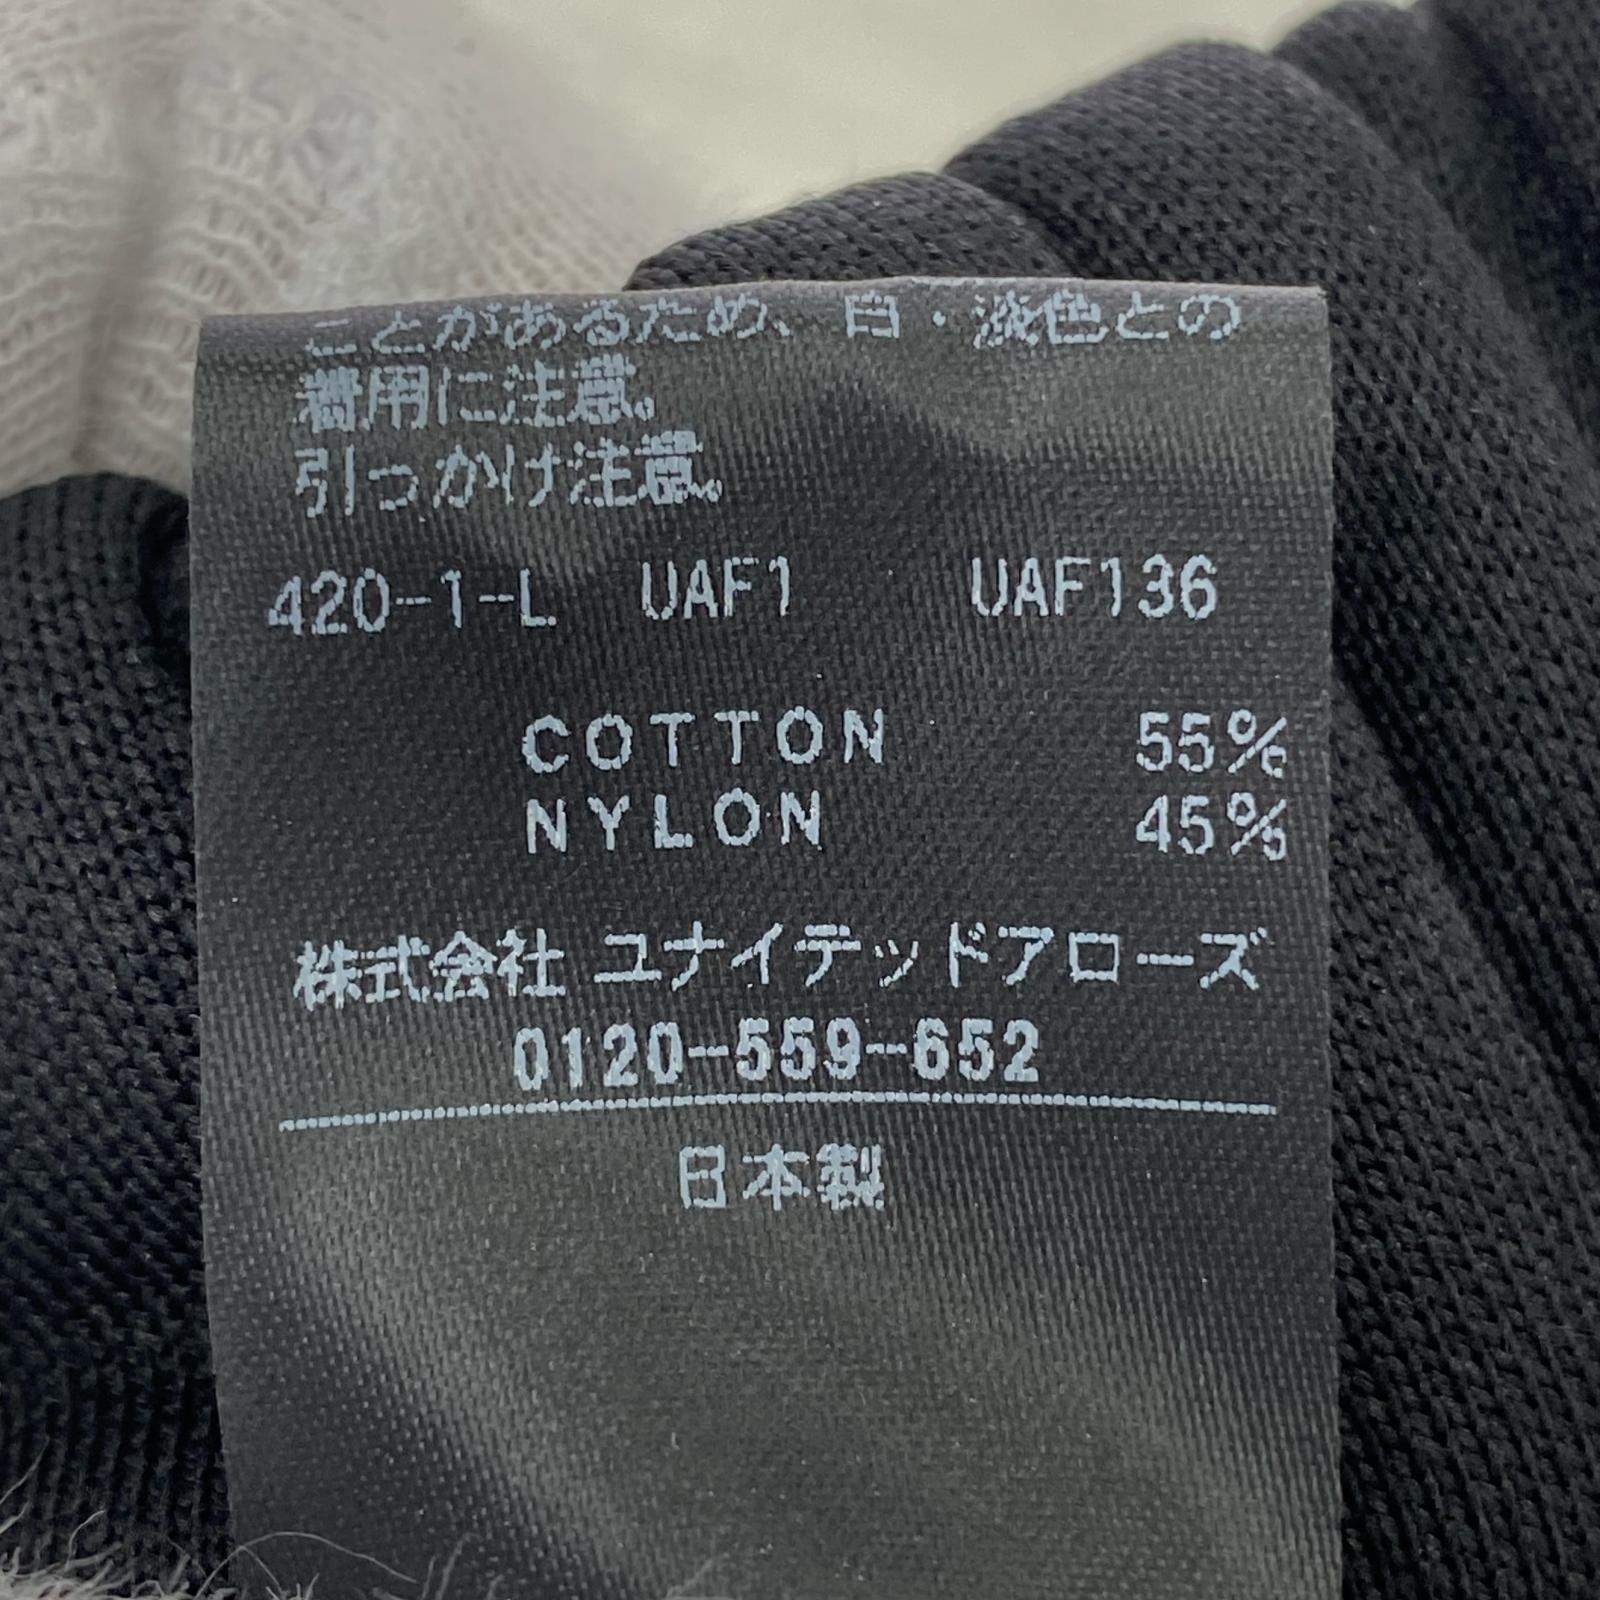 ことがあるため、白・淡色との
着用に注意。
引っかけ注意。
420-1-L UAF1 UAF136
COTTON 55%
NYLON 45%
株式会社 ユナイテッドアローズ
0120-559-652
日本製